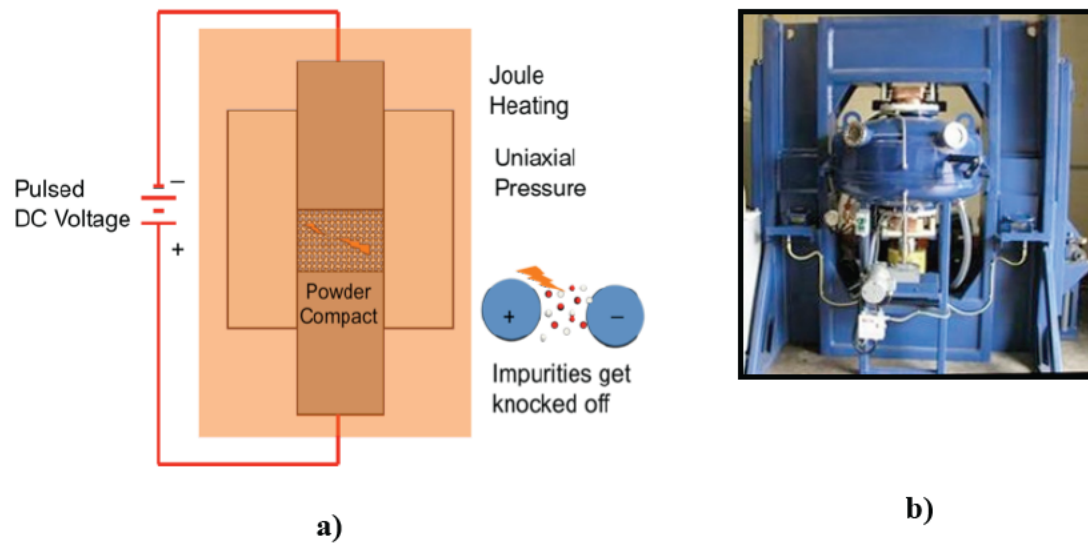 Joule
Heating
Uniaxial
Pressure
Pulsed
DC Voltage
–
+
Powder
Compact
+
–
Impurities get
knocked off
a)
b)